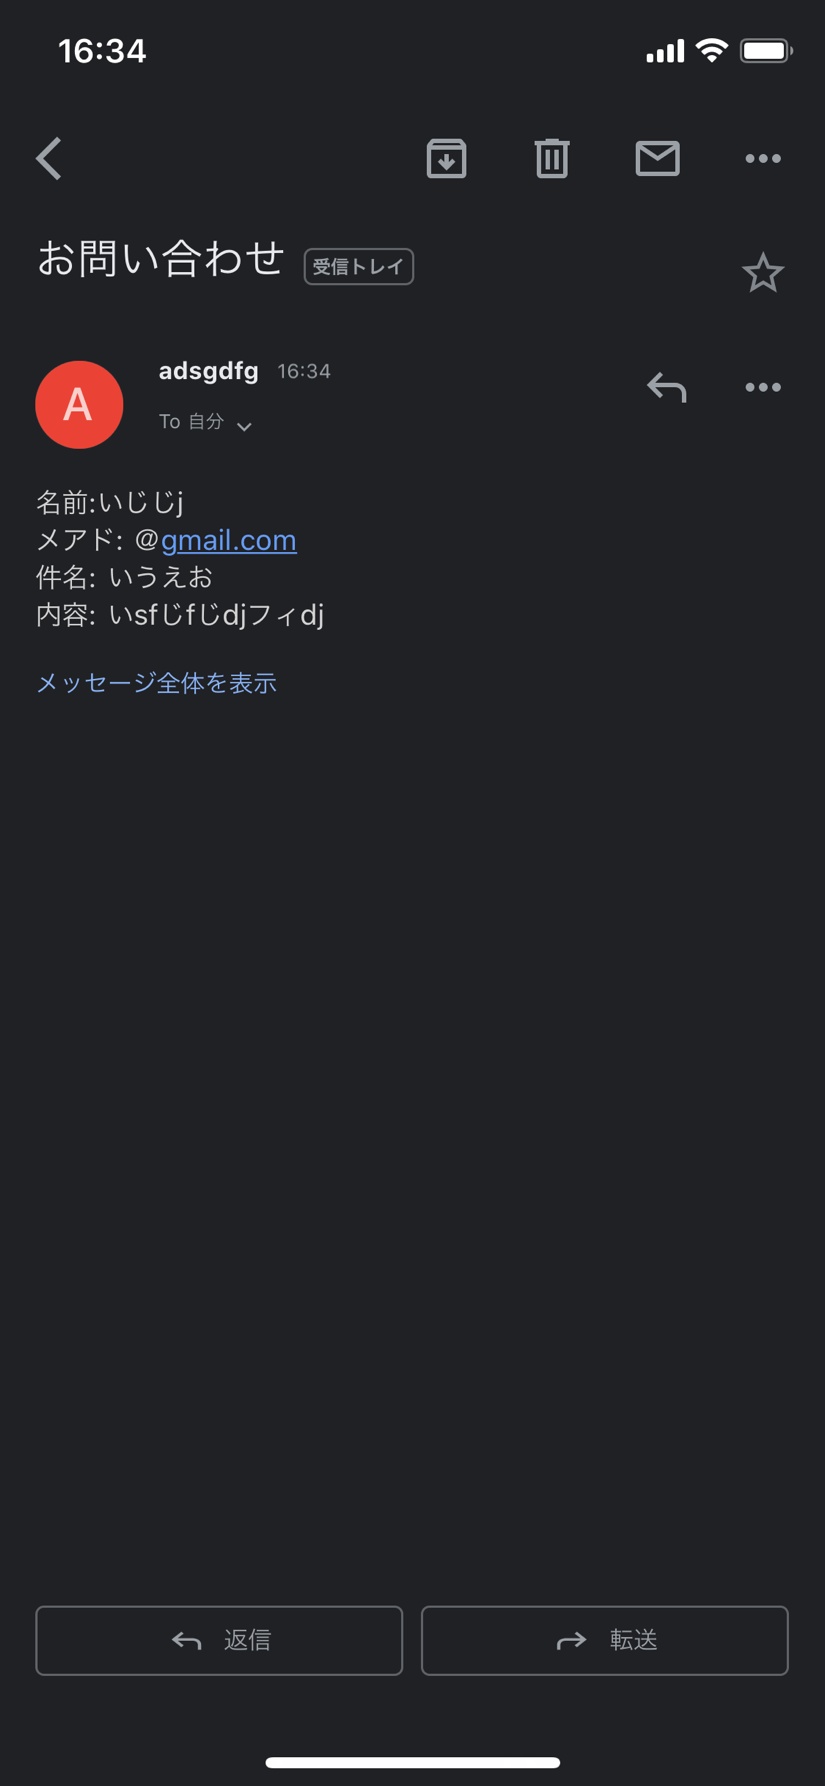 16:34
お問い合わせ 受信トレイ
A
adsgdfg 16:34
To 自分
名前:いじじj
メアド: @gmail.com
件名: いうえお
内容: いsfじfじdjフィdj
メッセージ全体を表示
返信
転送